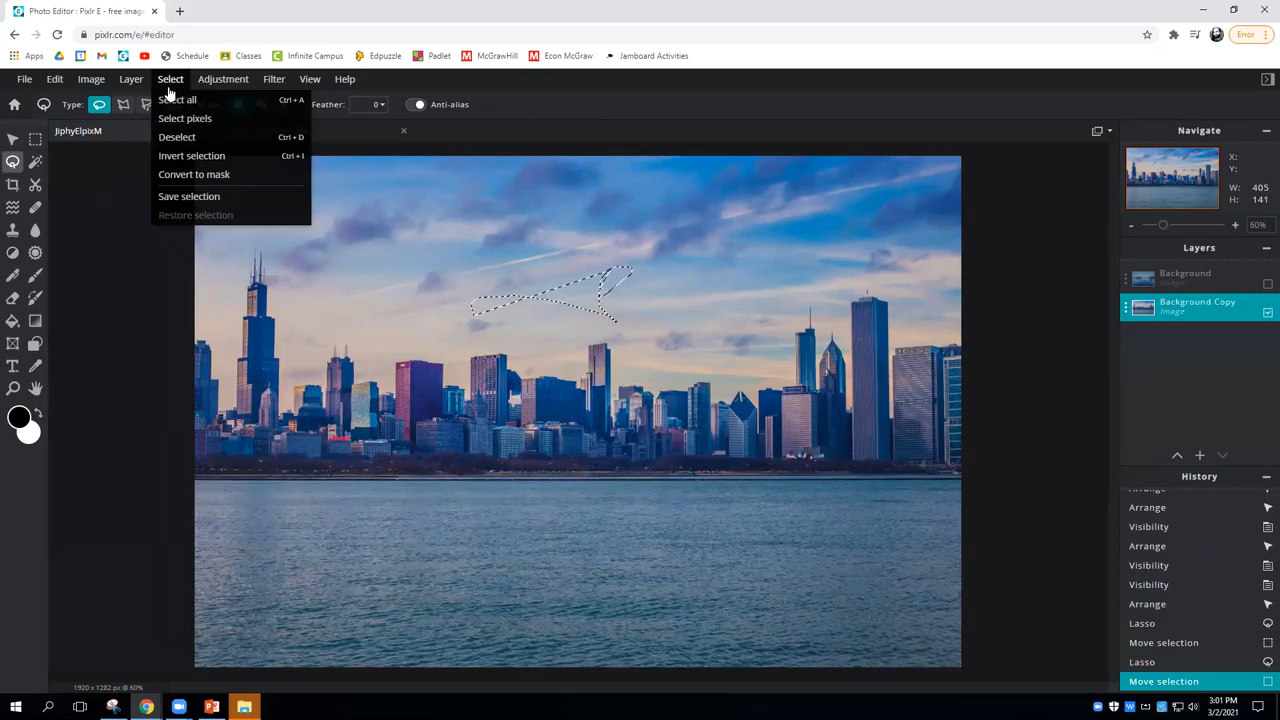 Photo Editor : Pixlr E - free imag
pixlr.com/e/#editor
Error
Apps
Schedule
Classes
Infinite Campus
Edpuzzle
Padlet
McGrawHill
Econ McGraw
Jamboard Activities
File Edit Image Layer Select Adjustment Filter View Help
Type:
Feather: 0
Anti-alias
Select all Ctrl + A
Select pixels
Deselect Ctrl + D
Invert selection Ctrl + I
Convert to mask
Save selection
Restore selection
JiphyElpixM
Navigate
X:
Y:
W: 405
H: 141
60%
Layers
Background
Image
Background Copy
Image
History
Arrange
Arrange
Visibility
Arrange
Visibility
Visibility
Arrange
Lasso
Move selection
Lasso
Move selection
1920 x 1282 px @ 60%
3:01 PM
3/2/2021